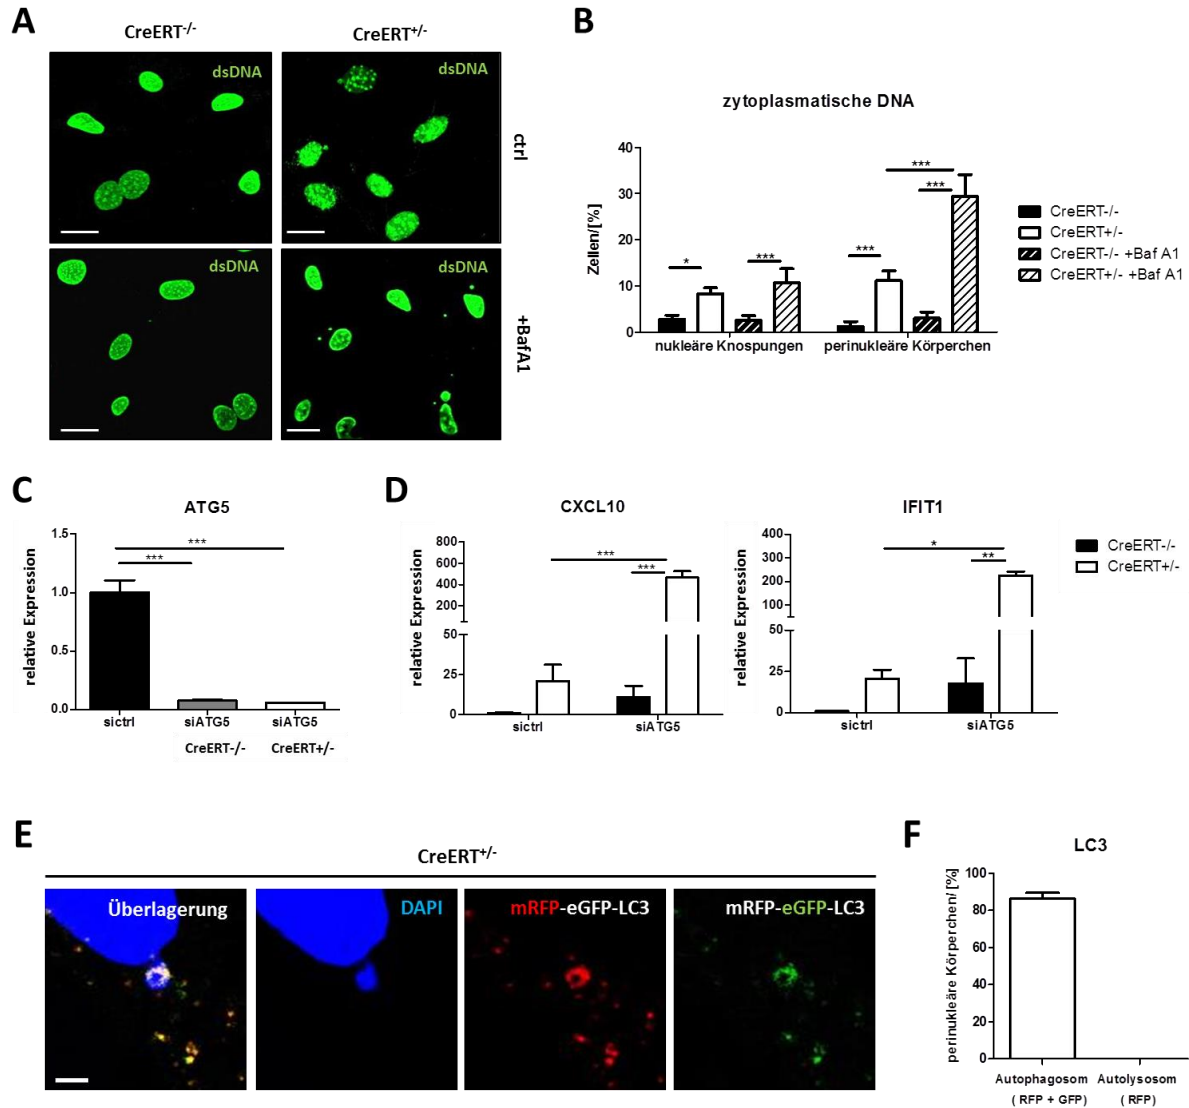 A
CreERT-/-
CreERT+/-
dsDNA
dsDNA
ctrl
dsDNA
dsDNA
+BafA1
B
zytoplasmatische DNA
Zellen/[%]
40
30
20
10
0
*
***
***
***
***
nukleäre Knospungen
perinukleäre Körperchen
CreERT-/-
CreERT+/-
CreERT-/- +Baf A1
CreERT+/- +Baf A1
C
ATG5
relative Expression
1.5
1.0
0.5
0.0
***
***
sictrl
siATG5
siATG5
CreERT-/-
CreERT+/-
D
CXCL10
relative Expression
800
600
400
200
50
25
0
***
***
sictrl
siATG5
IFIT1
relative Expression
400
300
200
100
50
25
0
*
**
sictrl
siATG5
CreERT-/-
CreERT+/-
E
CreERT+/-
Überlagerung
DAPI
mRFP-eGFP-LC3
mRFP-eGFP-LC3
F
LC3
perinukleäre Körperchen/ [%]
100
80
60
40
20
0
Autophagosom
( RFP + GFP)
Autolysosom
( RFP)